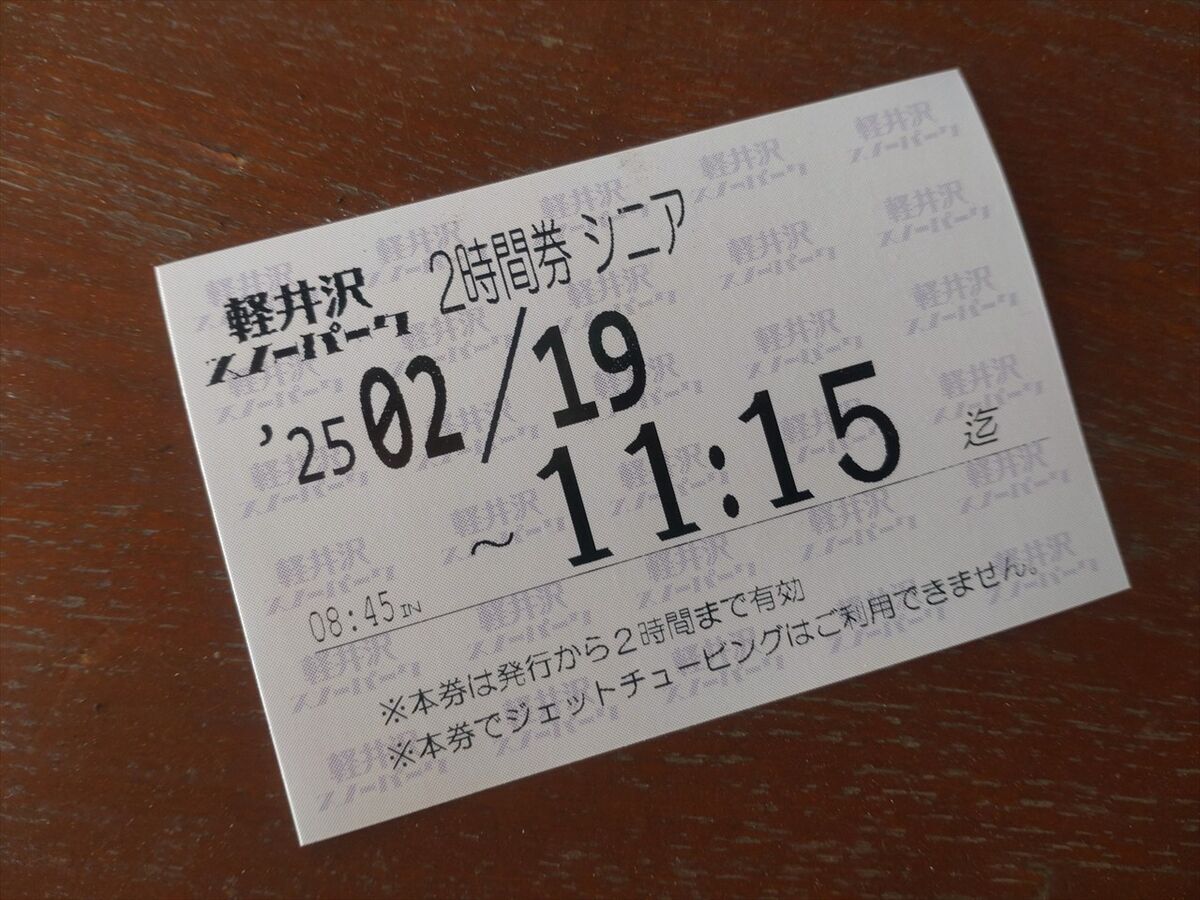 軽井沢
スノーパーク
2時間券 シニア
'25 02/19
～11:15 迄
08:45IN
※本券は発行から2時間まで有効
※本券でジェットチュービングはご利用できません。